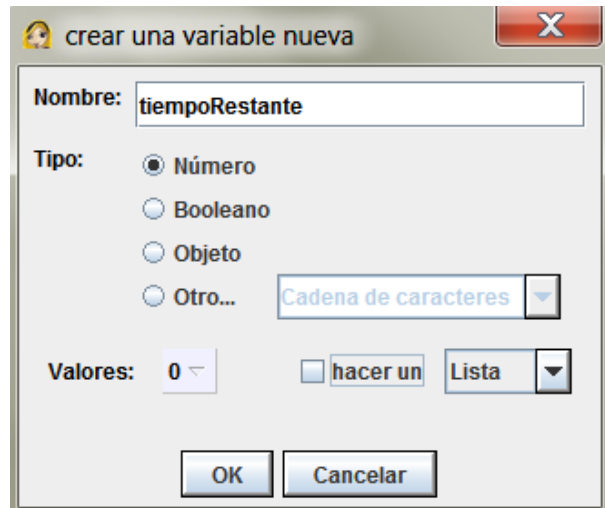 crear una variable nueva
Nombre: tiempoRestante
Tipo: Número
Booleano
Objeto
Otro... Cadena de caracteres
Valores: 0 hacer un Lista
OK Cancelar